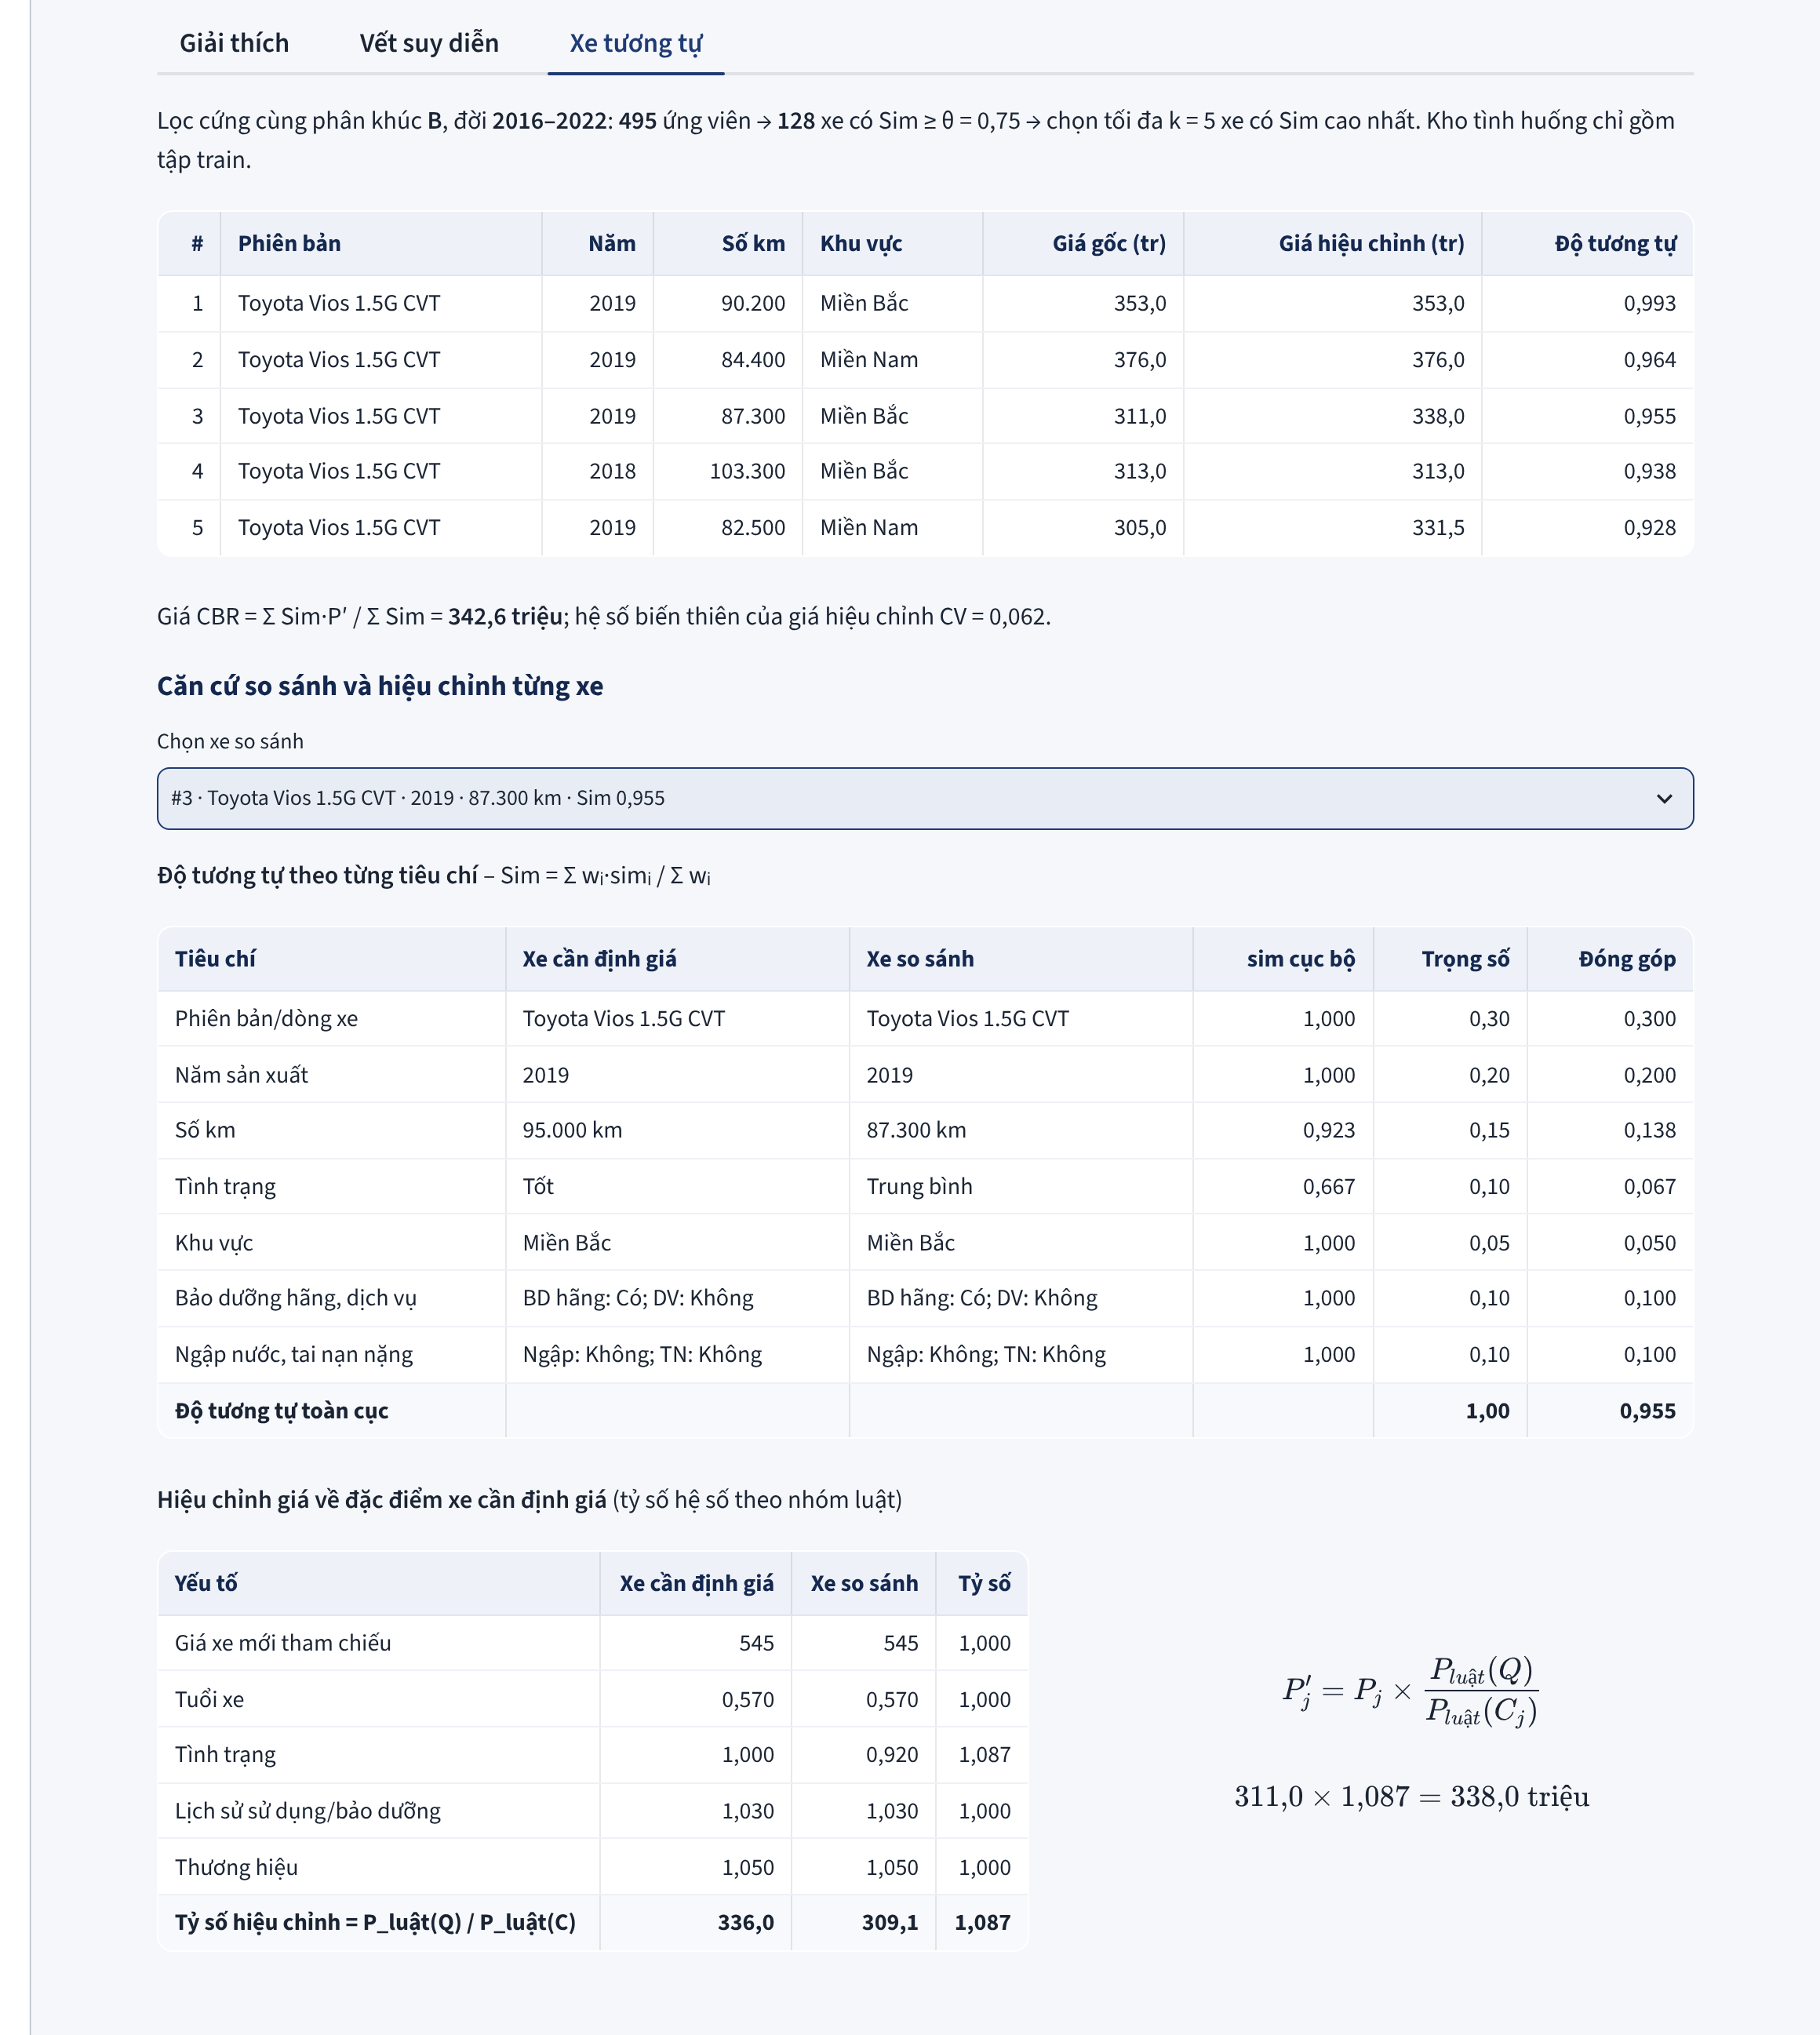 Giải thích Vết suy diễn Xe tương tự
Lọc cứng cùng phân khúc B, đời 2016–2022: 495 ứng viên → 128 xe có Sim ≥ θ = 0,75 → chọn tối đa k = 5 xe có Sim cao nhất. Kho tình huống chỉ gồm
tập train.
# Phiên bản Năm Số km Khu vực Giá gốc (tr) Giá hiệu chỉnh (tr) Độ tương tự
1 Toyota Vios 1.5G CVT 2019 90.200 Miền Bắc 353,0 353,0 0,993
2 Toyota Vios 1.5G CVT 2019 84.400 Miền Nam 376,0 376,0 0,964
3 Toyota Vios 1.5G CVT 2019 87.300 Miền Bắc 311,0 338,0 0,955
4 Toyota Vios 1.5G CVT 2018 103.300 Miền Bắc 313,0 313,0 0,938
5 Toyota Vios 1.5G CVT 2019 82.500 Miền Nam 305,0 331,5 0,928
Giá CBR = Σ Sim·P′ / Σ Sim = 342,6 triệu; hệ số biến thiên của giá hiệu chỉnh CV = 0,062.
Căn cứ so sánh và hiệu chỉnh từng xe
Chọn xe so sánh
#3 · Toyota Vios 1.5G CVT · 2019 · 87.300 km · Sim 0,955
Độ tương tự theo từng tiêu chí – Sim = Σ wᵢ·simᵢ / Σ wᵢ
Tiêu chí Xe cần định giá Xe so sánh sim cục bộ Trọng số Đóng góp
Phiên bản/dòng xe Toyota Vios 1.5G CVT Toyota Vios 1.5G CVT 1,000 0,30 0,300
Năm sản xuất 2019 2019 1,000 0,20 0,200
Số km 95.000 km 87.300 km 0,923 0,15 0,138
Tình trạng Tốt Trung bình 0,667 0,10 0,067
Khu vực Miền Bắc Miền Bắc 1,000 0,05 0,050
Bảo dưỡng hãng, dịch vụ BD hãng: Có; DV: Không BD hãng: Có; DV: Không 1,000 0,10 0,100
Ngập nước, tai nạn nặng Ngập: Không; TN: Không Ngập: Không; TN: Không 1,000 0,10 0,100
Độ tương tự toàn cục 1,00 0,955
Hiệu chỉnh giá về đặc điểm xe cần định giá (tỷ số hệ số theo nhóm luật)
Yếu tố Xe cần định giá Xe so sánh Tỷ số
Giá xe mới tham chiếu 545 545 1,000
Tuổi xe 0,570 0,570 1,000
Tình trạng 1,000 0,920 1,087
Lịch sử sử dụng/bảo dưỡng 1,030 1,030 1,000
Thương hiệu 1,050 1,050 1,000
Tỷ số hiệu chỉnh = P_luật(Q) / P_luật(C) 336,0 309,1 1,087
P′j = Pj × Pluật(Q) / Pluật(Cj)
311,0 × 1,087 = 338,0 triệu